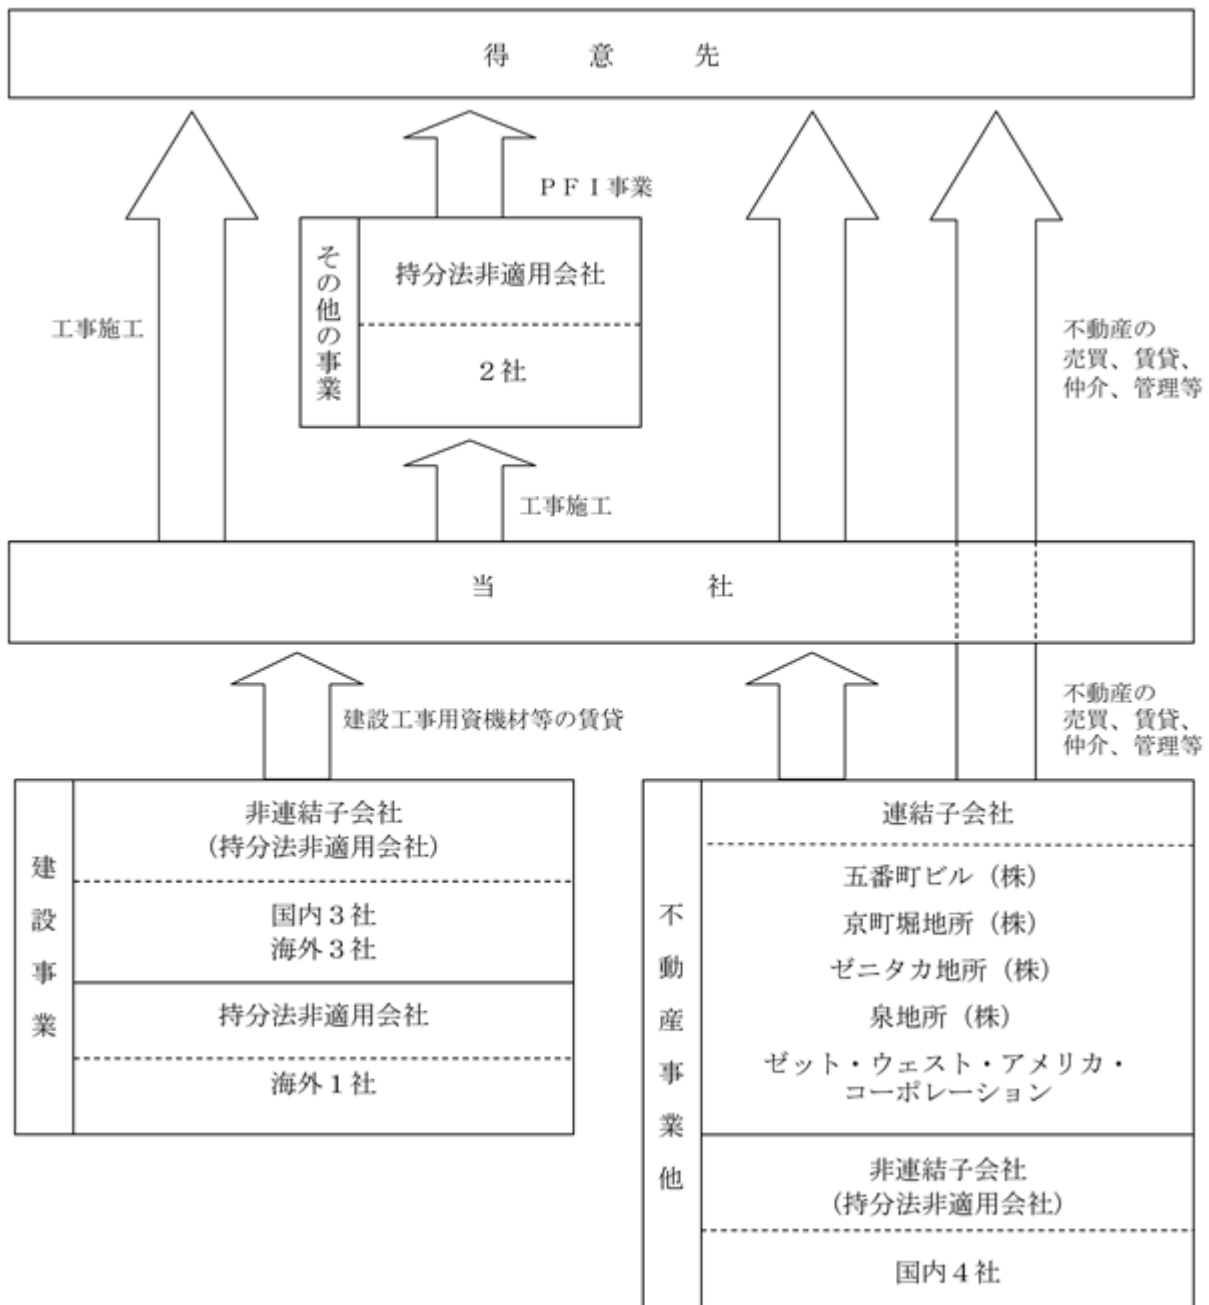 得意先
PFI事業
その他の事業
持分法非適用会社
2社
工事施工
不動産の
売買、賃貸、
仲介、管理等
工事施工
当社
建設工事用資機材等の賃貸
不動産の
売買、賃貸、
仲介、管理等
建設事業
非連結子会社
(持分法非適用会社)
国内3社
海外3社
持分法非適用会社
海外1社
不動産事業他
連結子会社
五番町ビル(株)
京町堀地所(株)
ゼニタカ地所(株)
泉地所(株)
ゼット・ウェスト・アメリカ・
コーポレーション
非連結子会社
(持分法非適用会社)
国内4社